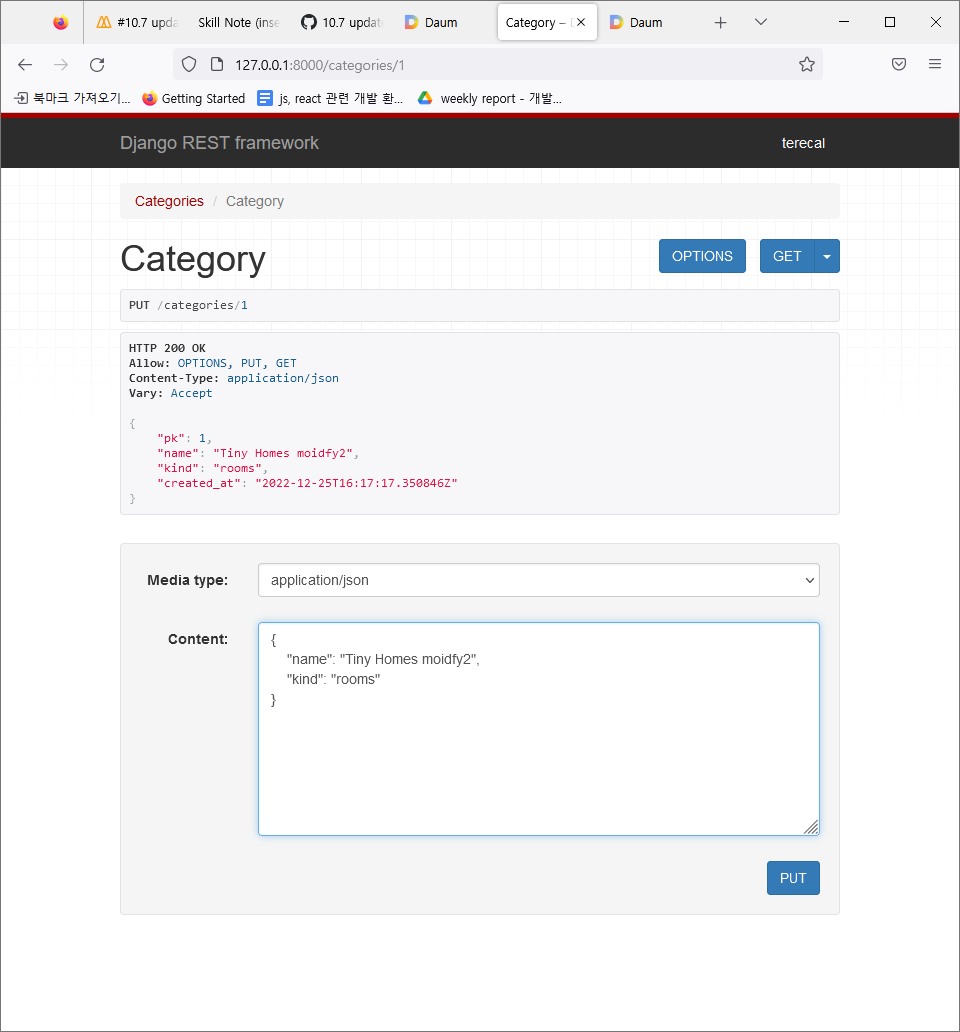 #10.7 upda
Skill Note (inse
10.7 updat
Daum
Category –
Daum
127.0.0.1:8000/categories/1
북마크 가져오기...
Getting Started
js, react 관련 개발 환...
weekly report - 개발...
Django REST framework
terecal
Categories / Category
Category
OPTIONS
GET
PUT /categories/1
HTTP 200 OK
Allow: OPTIONS, PUT, GET
Content-Type: application/json
Vary: Accept
{
"pk": 1,
"name": "Tiny Homes moidfy2",
"kind": "rooms",
"created_at": "2022-12-25T16:17:17.350846Z"
}
Media type:
application/json
Content:
{
"name": "Tiny Homes moidfy2",
"kind": "rooms"
}
PUT